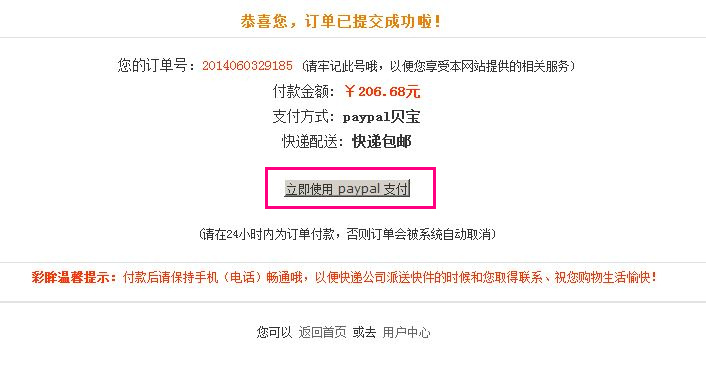 恭喜您，订单已提交成功啦！
您的订单号：2014060329185 （请牢记此号哦，以便您享受本网站提供的相关服务）
付款金额：￥206.68元
支付方式：paypal贝宝
快递配送：快递包邮
立即使用 paypal 支付
（请在24小时内为订单付款，否则订单会被系统自动取消）
彩眸温馨提示：付款后请保持手机（电话）畅通哦，以便快递公司派送快件的时候和您取得联系、祝您购物生活愉快！
您可以 返回首页 或去 用户中心